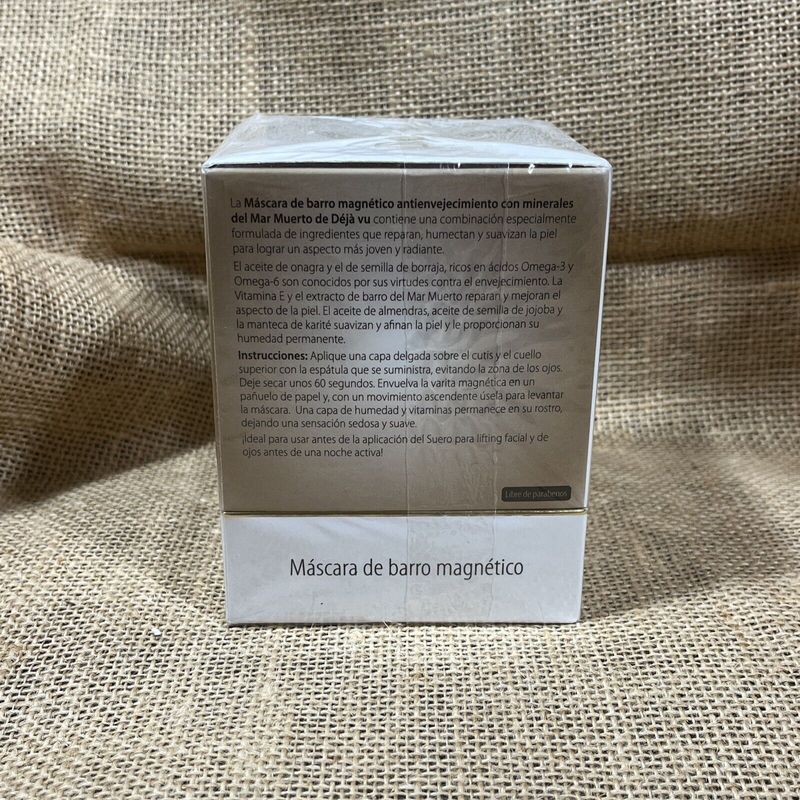 La Máscara de barro magnético antienvejecimiento con minerales
del Mar Muerto de Déjà vu contiene una combinación especialmente
formulada de ingredientes que reparan, humectan y suavizan la piel
para lograr un aspecto más joven y radiante.
El aceite de onagra y el de semilla de borraja, ricos en ácidos Omega-3 y
Omega-6 son conocidos por sus virtudes contra el envejecimiento. La
Vitamina E y el extracto de barro del Mar Muerto reparan y mejoran el
aspecto de la piel. El aceite de almendras, aceite de semilla de jojoba y
la manteca de karité suavizan y afinan la piel y le proporcionan su
humedad permanente.
Instrucciones: Aplique una capa delgada sobre el cutis y el cuello
superior con la espátula que se suministra, evitando la zona de los ojos.
Deje secar unos 60 segundos. Envuelva la varita magnética en un
pañuelo de papel y, con un movimiento ascendente úsela para levantar
la máscara. Una capa de humedad y vitaminas permanece en su rostro,
dejando una sensación sedosa y suave.
¡Ideal para usar antes de la aplicación del Suero para lifting facial y de
ojos antes de una noche activa!
Libre de parabenos
Máscara de barro magnético